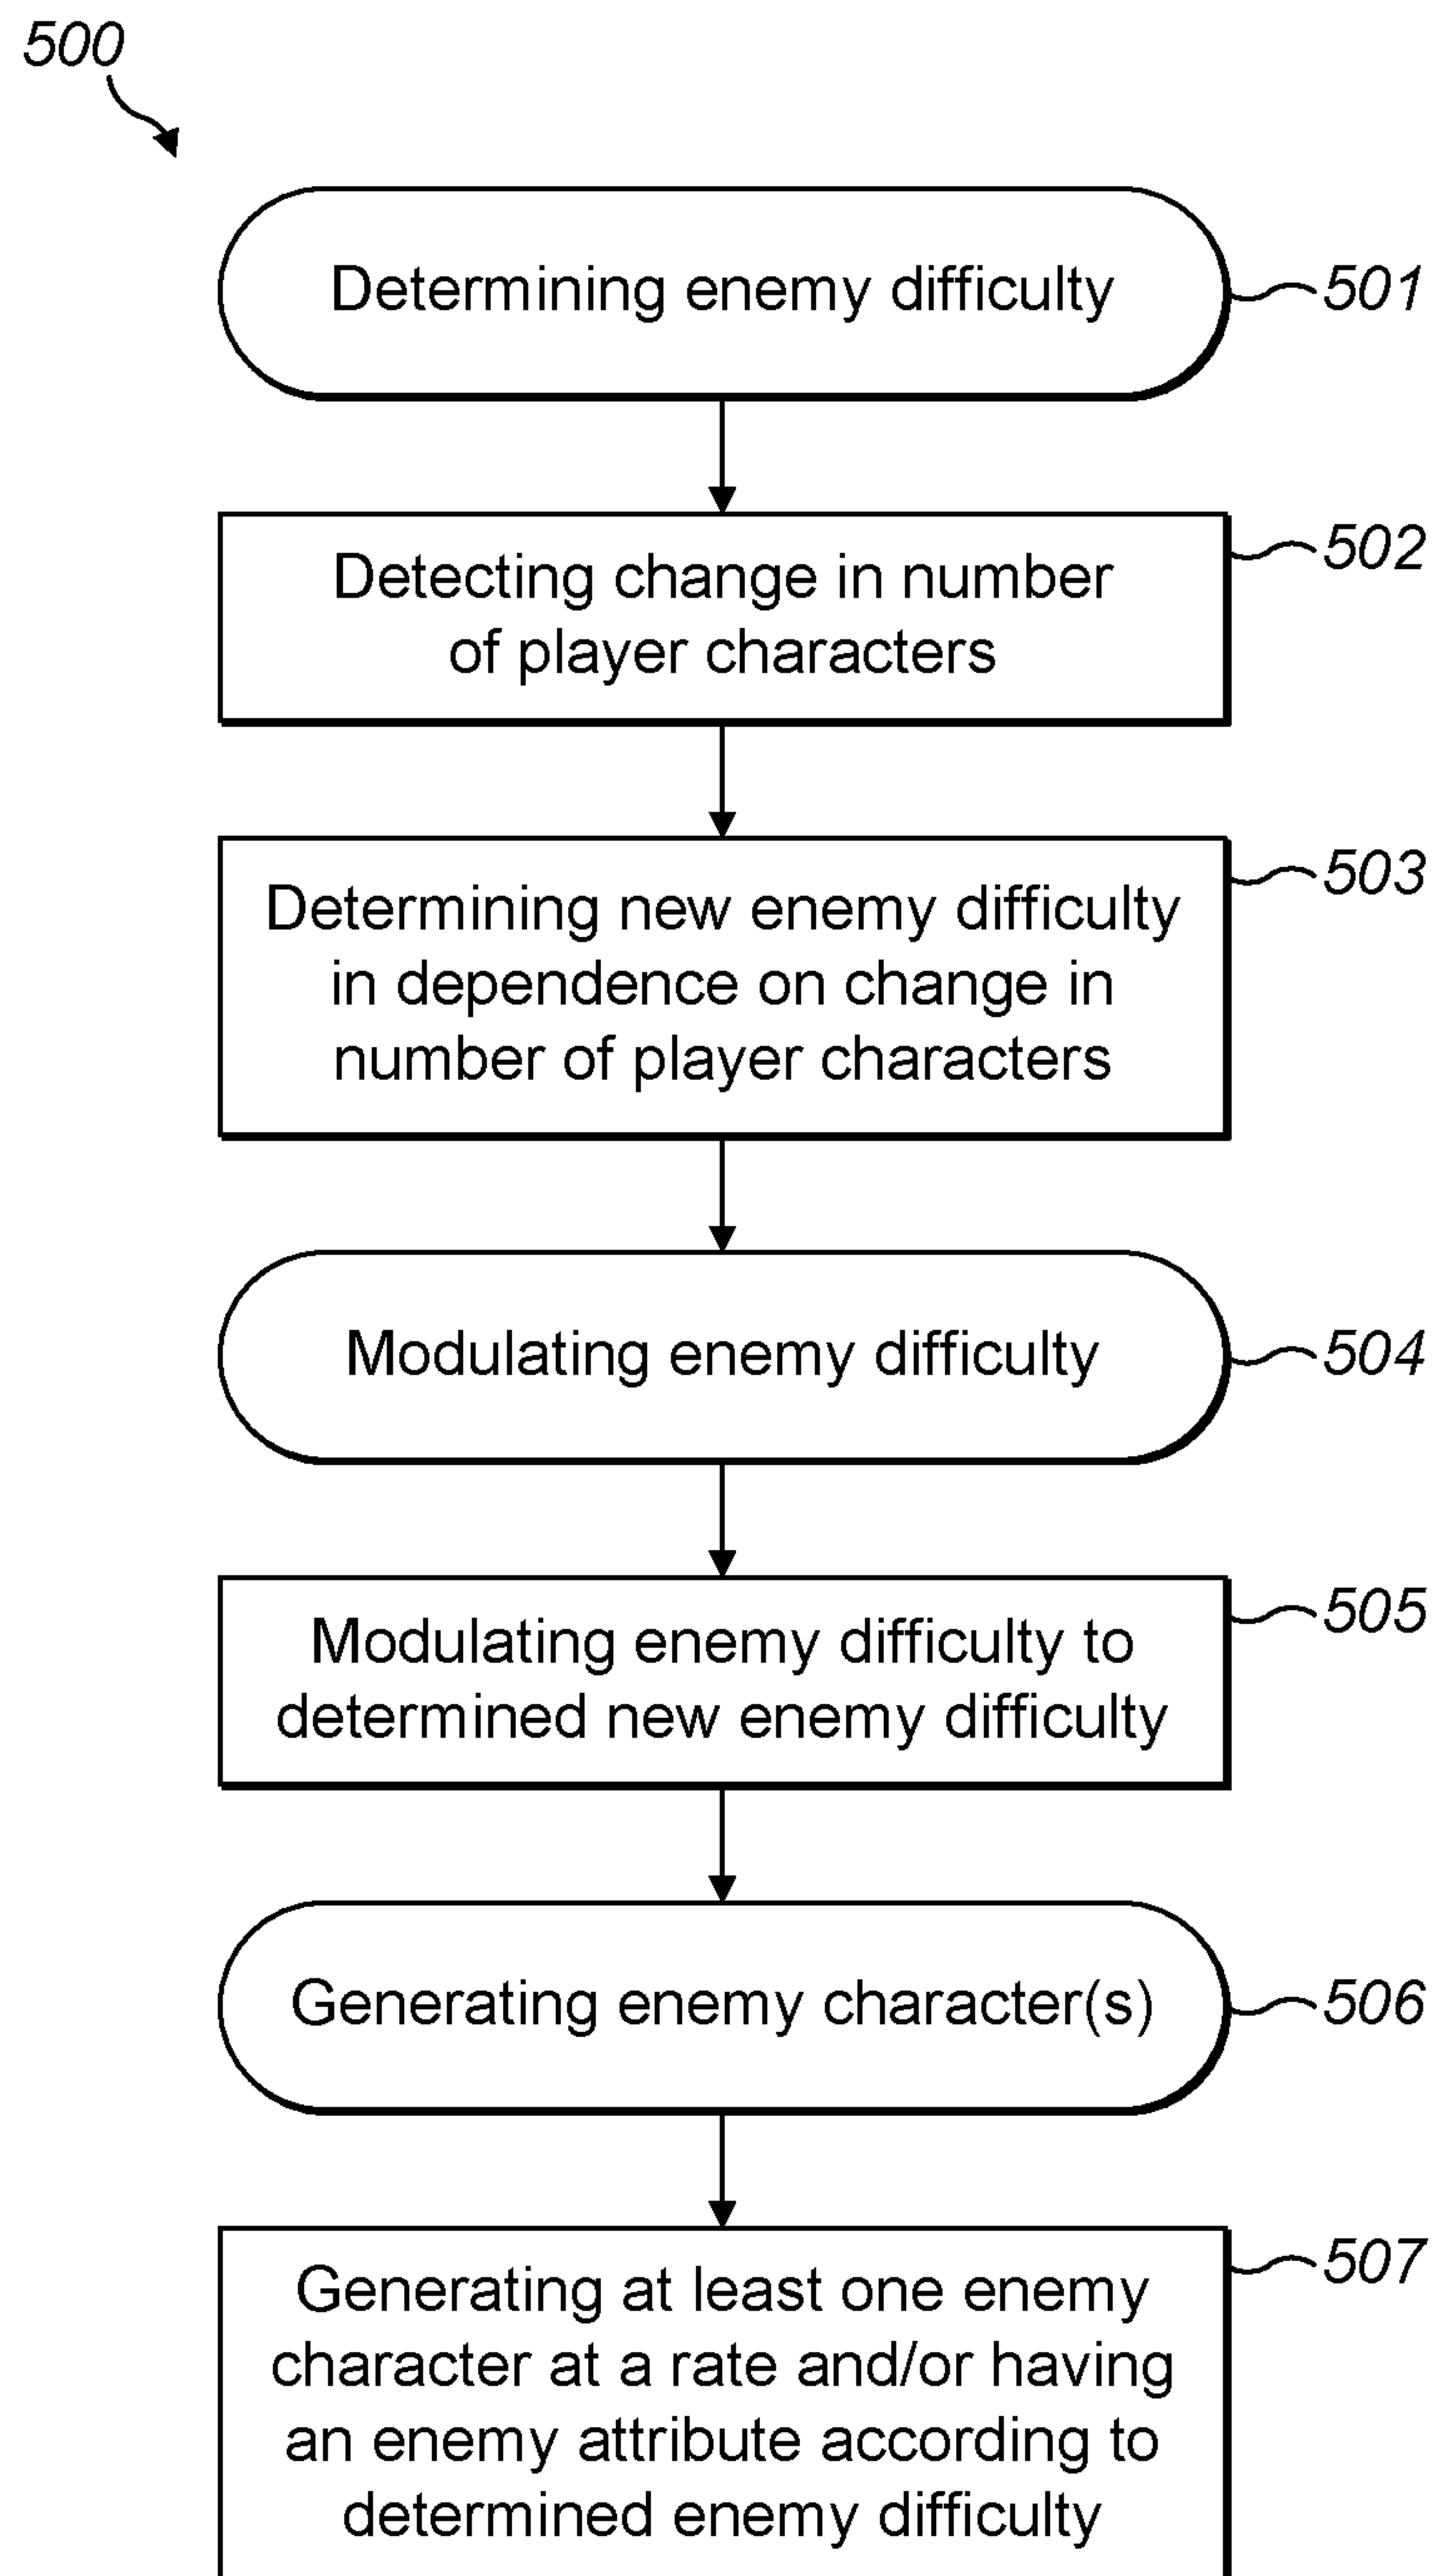 500
Determining enemy difficulty
501
Detecting change in number
of player characters
502
Determining new enemy difficulty
in dependence on change in
number of player characters
503
Modulating enemy difficulty
504
Modulating enemy difficulty to
determined new enemy difficulty
505
Generating enemy character(s)
506
Generating at least one enemy
character at a rate and/or having
an enemy attribute according to
determined enemy difficulty
507